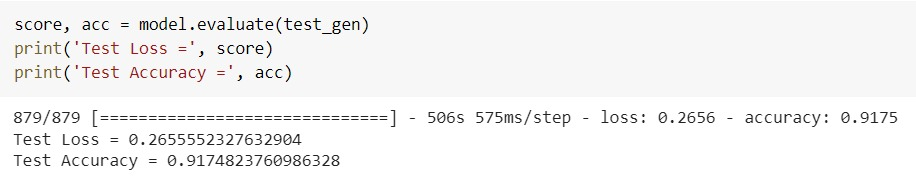 score, acc = model.evaluate(test_gen)
print('Test Loss =', score)
print('Test Accuracy =', acc)
879/879 [==============================] - 506s 575ms/step - loss: 0.2656 - accuracy: 0.9175
Test Loss = 0.2655552327632904
Test Accuracy = 0.9174823760986328